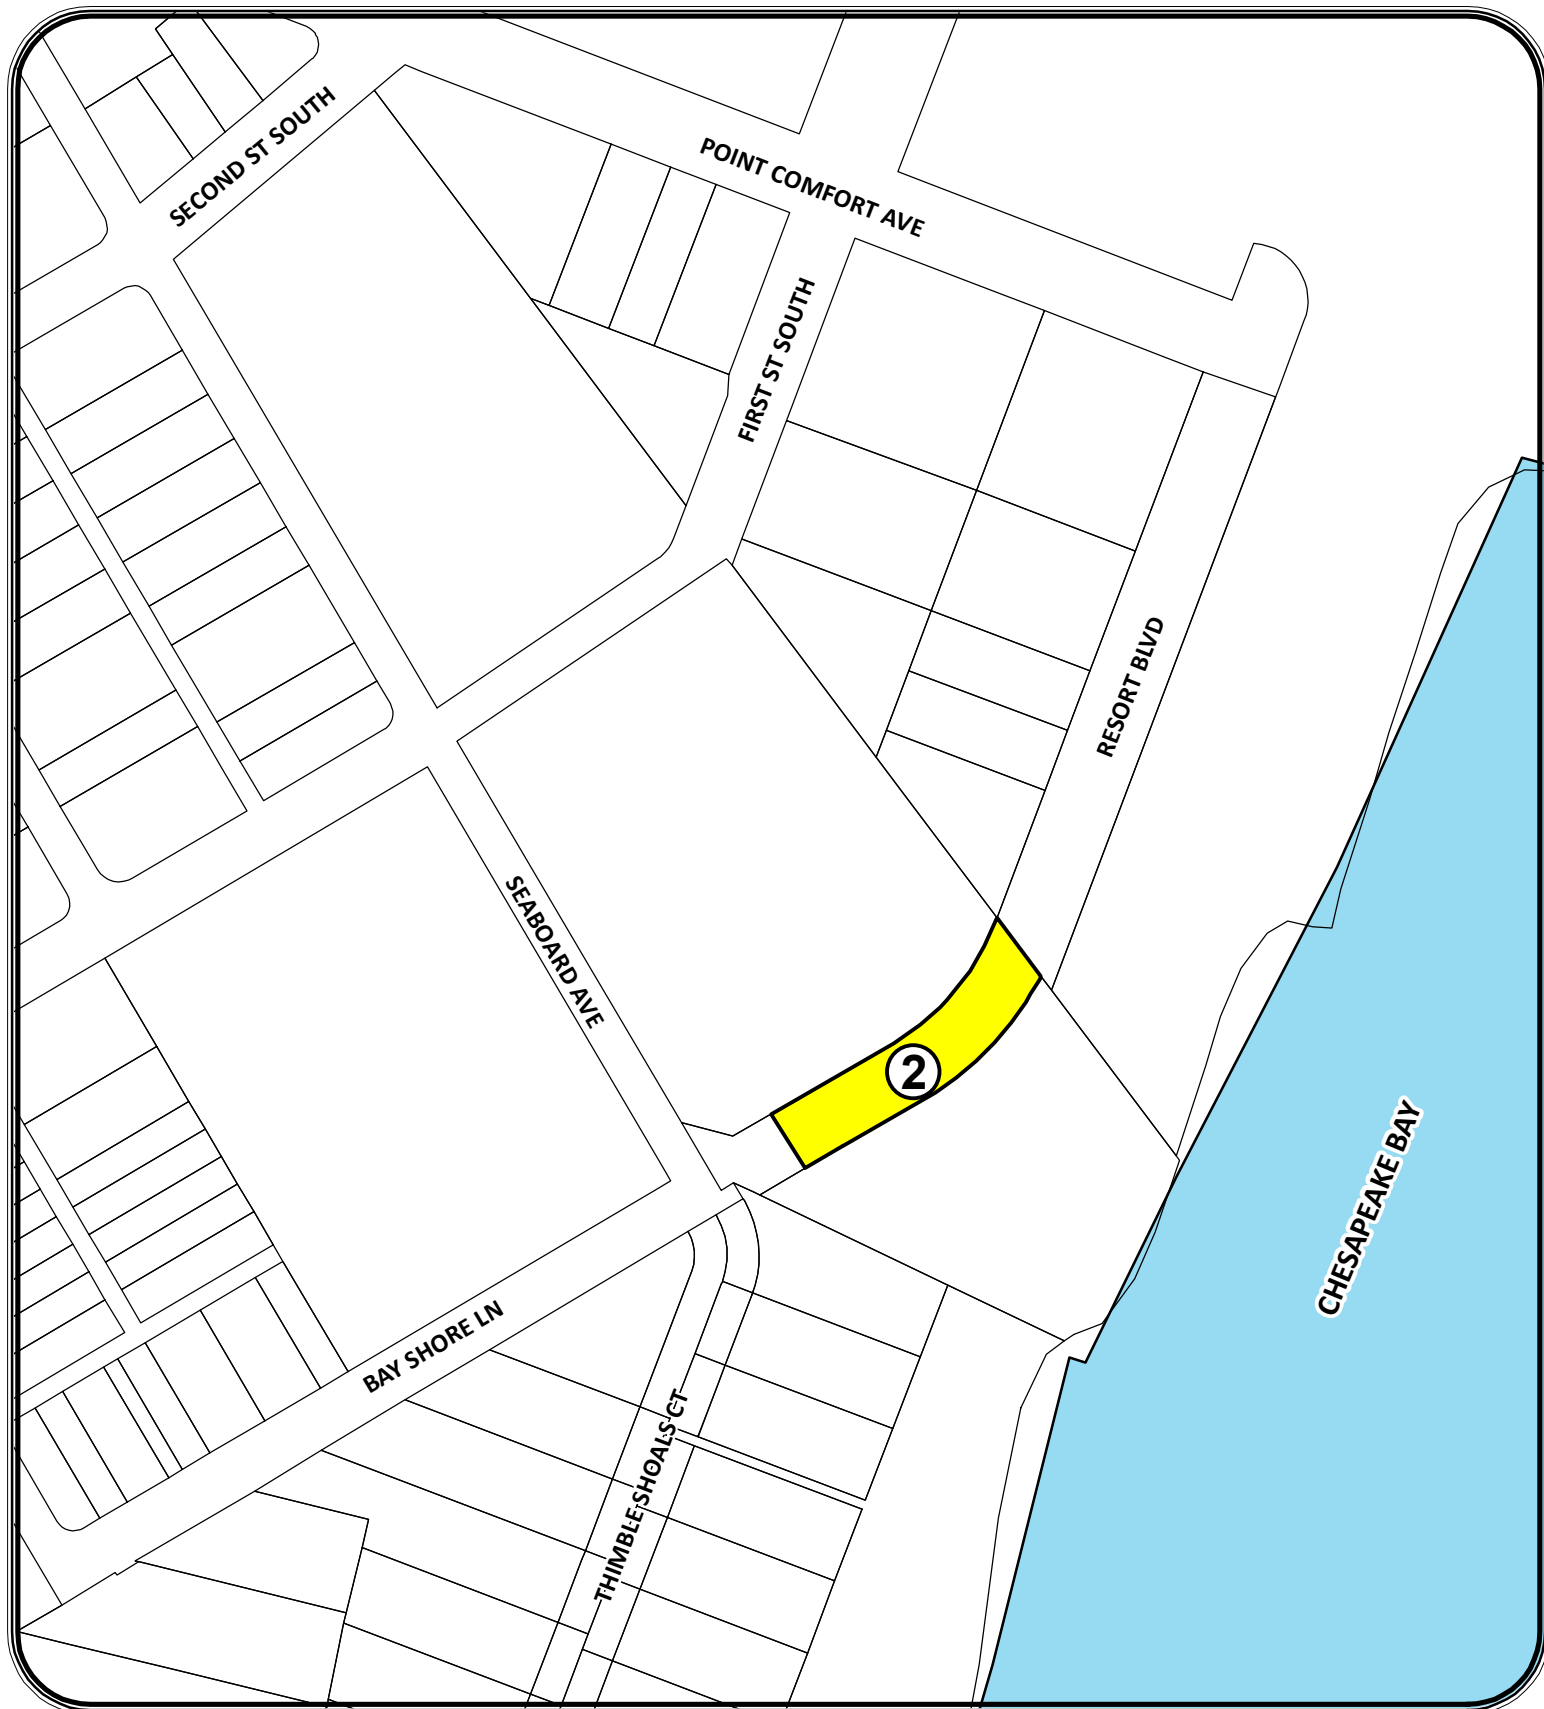 SECOND ST SOUTH
POINT COMFORT AVE
FIRST ST SOUTH
RESORT BLVD
SEABOARD AVE
2
CHESAPEAKE BAY
BAY SHORE LN
THIMBLE SHOALS CT